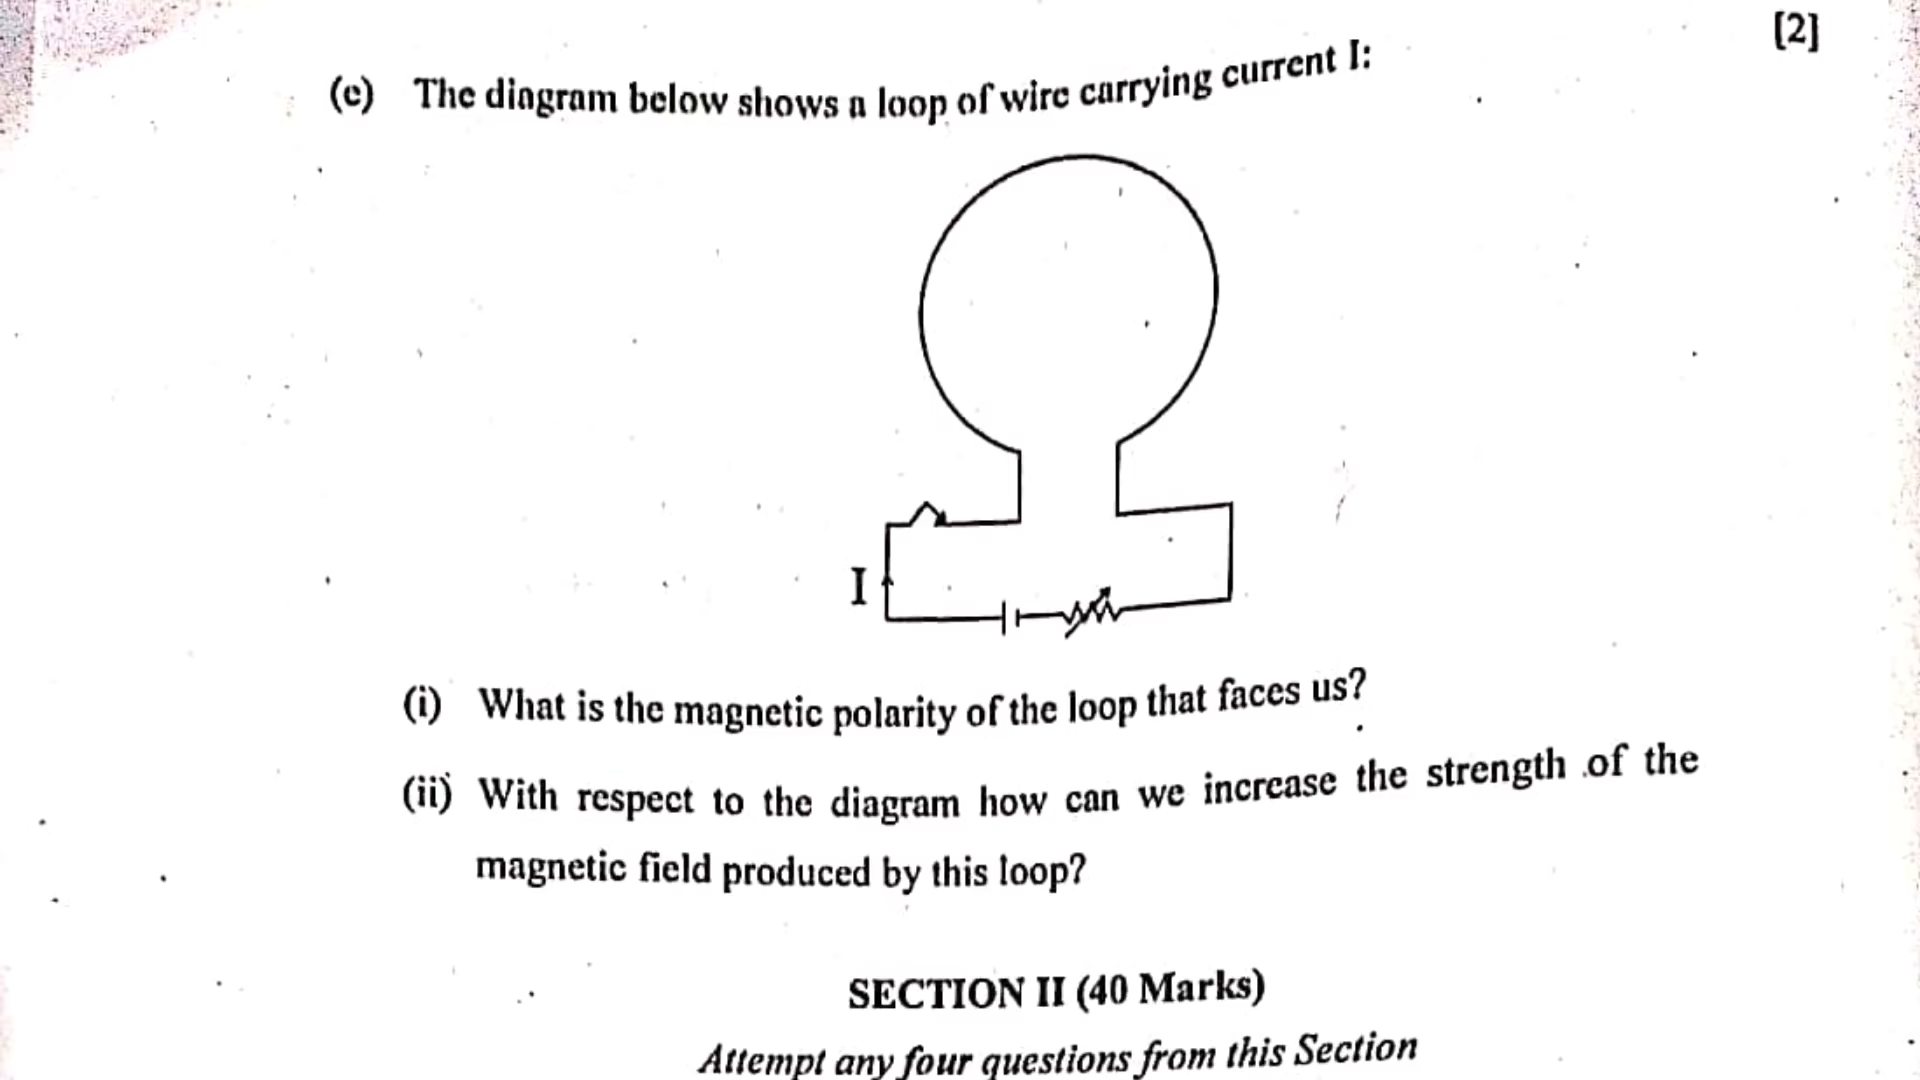 [2]
(c) The diagram below shows a loop of wire carrying current I:
I
(i) What is the magnetic polarity of the loop that faces us?
(ii) With respect to the diagram how can we increase the strength of the
magnetic field produced by this loop?
SECTION II (40 Marks)
Attempt any four questions from this Section